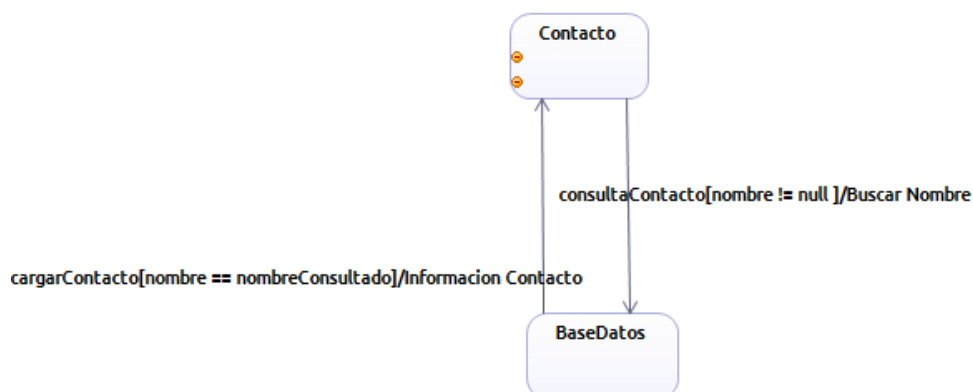 Contacto
consultaContacto[nombre != null ]/Buscar Nombre
cargarContacto[nombre == nombreConsultado]/Informacion Contacto
BaseDatos